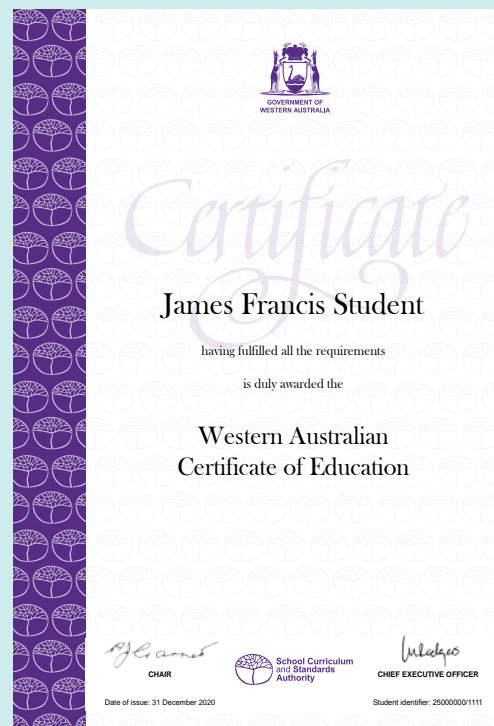 GOVERNMENT OF
WESTERN AUSTRALIA
Certificate
James Francis Student
having fulfilled all the requirements
is duly awarded the
Western Australian
Certificate of Education
CHAIR
School Curriculum
and Standards
Authority
CHIEF EXECUTIVE OFFICER
Date of issue: 31 December 2020
Student identifier: 25000000/1111